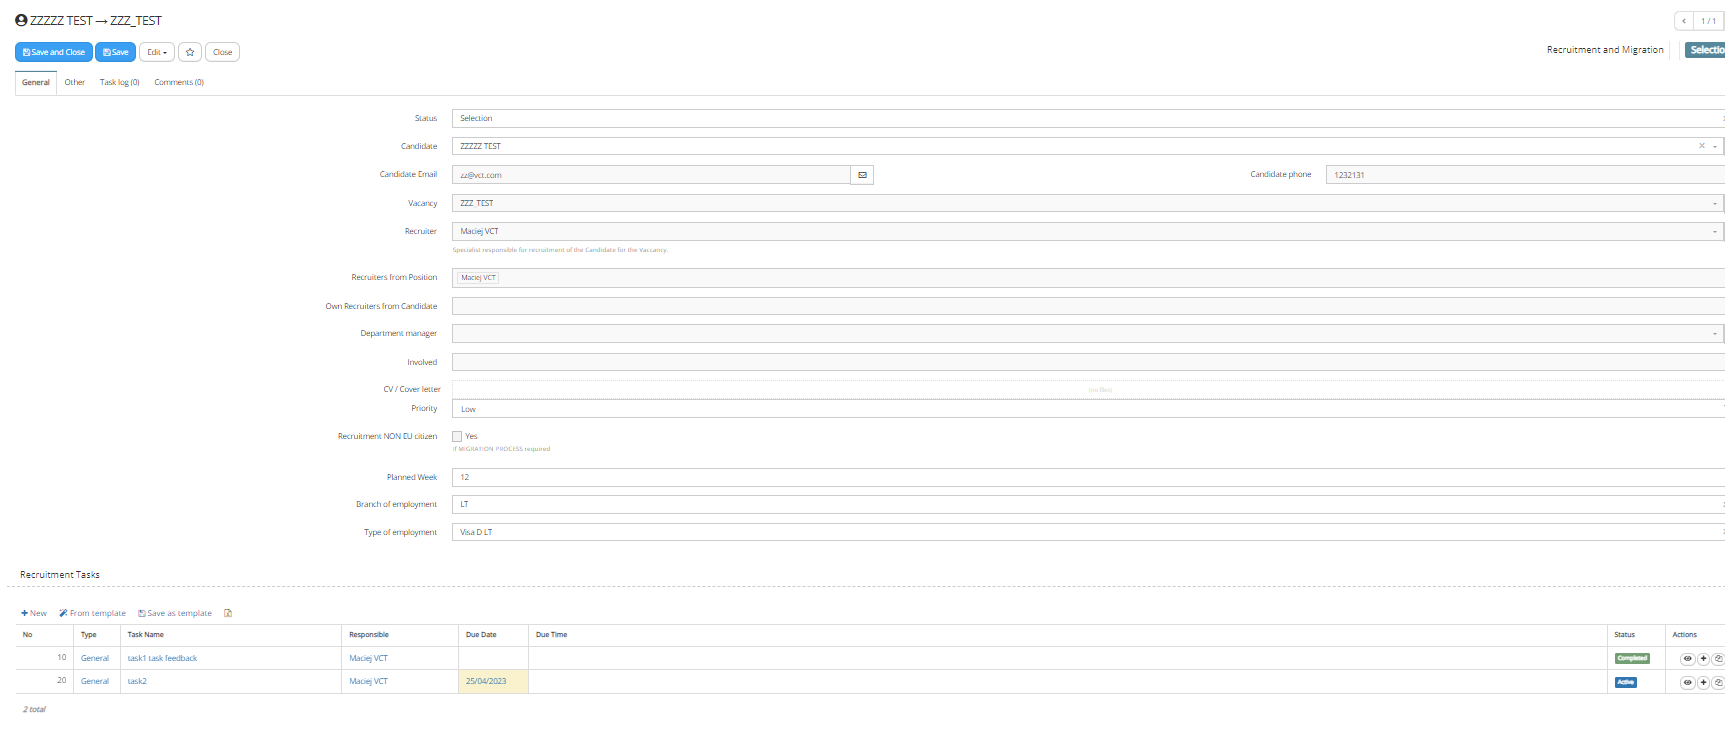 ZZZZZ TEST → ZZZ_TEST
1 / 1
Save and Close Save Edit Close
Recruitment and Migration Selectio
General Other Task log (0) Comments (0)
Status Selection
Candidate ZZZZZ TEST
Candidate Email zz@vct.com Candidate phone 1232131
Vacancy ZZZ_TEST
Recruiter Maciej VCT
Specialist responsible for recruitment of the Candidate for the Vaccancy.
Recruiters from Position Maciej VCT
Own Recruiters from Candidate
Department manager
Involved
CV / Cover letter (no files)
Priority Low
Recruitment NON EU citizen Yes
If MIGRATION PROCESS required
Planned Week 12
Branch of employment LT
Type of employment Visa D LT
Recruitment Tasks
New From template Save as template
No Type Task Name Responsible Due Date Due Time Status Actions
10 General task1 task feedback Maciej VCT Completed
20 General task2 Maciej VCT 25/04/2023 Active
2 total